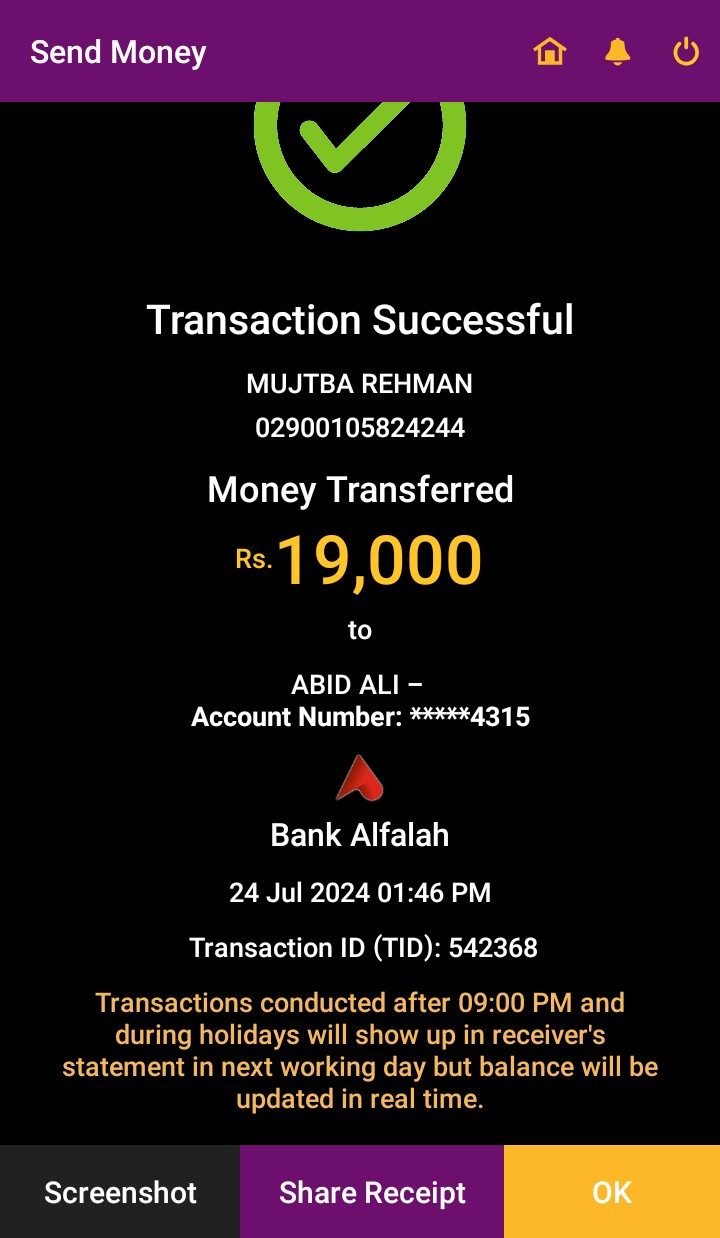 Send Money
Transaction Successful
MUJTBA REHMAN
02900105824244
Money Transferred
Rs.19,000
to
ABID ALI –
Account Number: *****4315
Bank Alfalah
24 Jul 2024 01:46 PM
Transaction ID (TID): 542368
Transactions conducted after 09:00 PM and
during holidays will show up in receiver's
statement in next working day but balance will be
updated in real time.
Screenshot
Share Receipt
OK